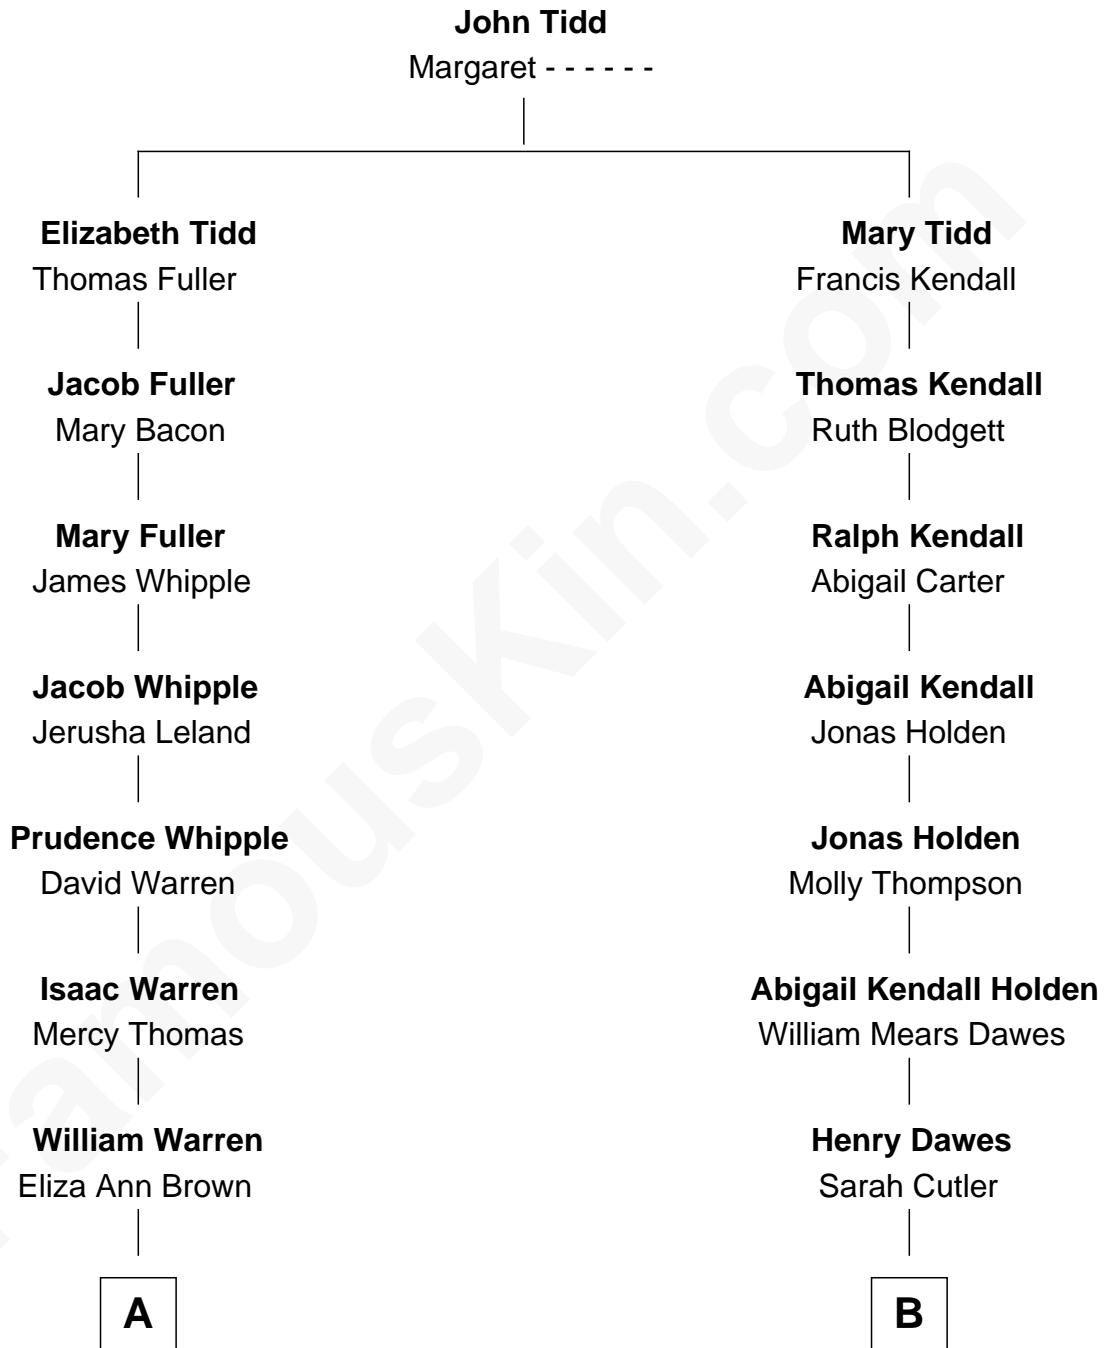 John Tidd
Margaret - - - - - -
Elizabeth Tidd
Thomas Fuller
Mary Tidd
Francis Kendall
Jacob Fuller
Mary Bacon
Thomas Kendall
Ruth Blodgett
Mary Fuller
James Whipple
Ralph Kendall
Abigail Carter
Jacob Whipple
Jerusha Leland
Abigail Kendall
Jonas Holden
Prudence Whipple
David Warren
Jonas Holden
Molly Thompson
Isaac Warren
Mercy Thomas
Abigail Kendall Holden
William Mears Dawes
William Warren
Eliza Ann Brown
Henry Dawes
Sarah Cutler
A
B
FamousKin.com